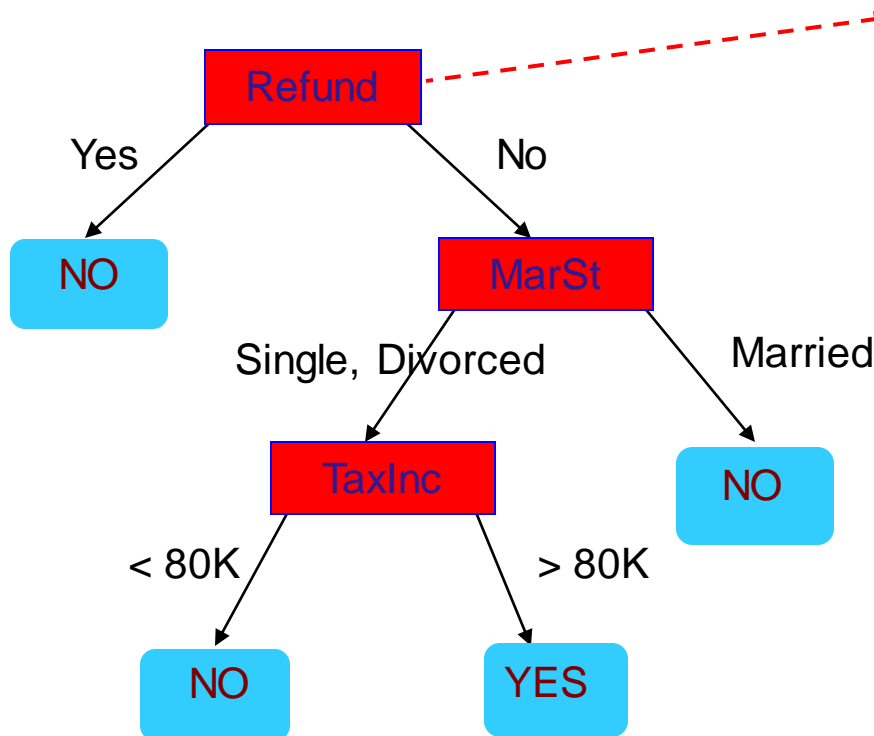 Refund
Yes
No
NO
MarSt
Single, Divorced
Married
TaxInc
NO
< 80K
> 80K
NO
YES